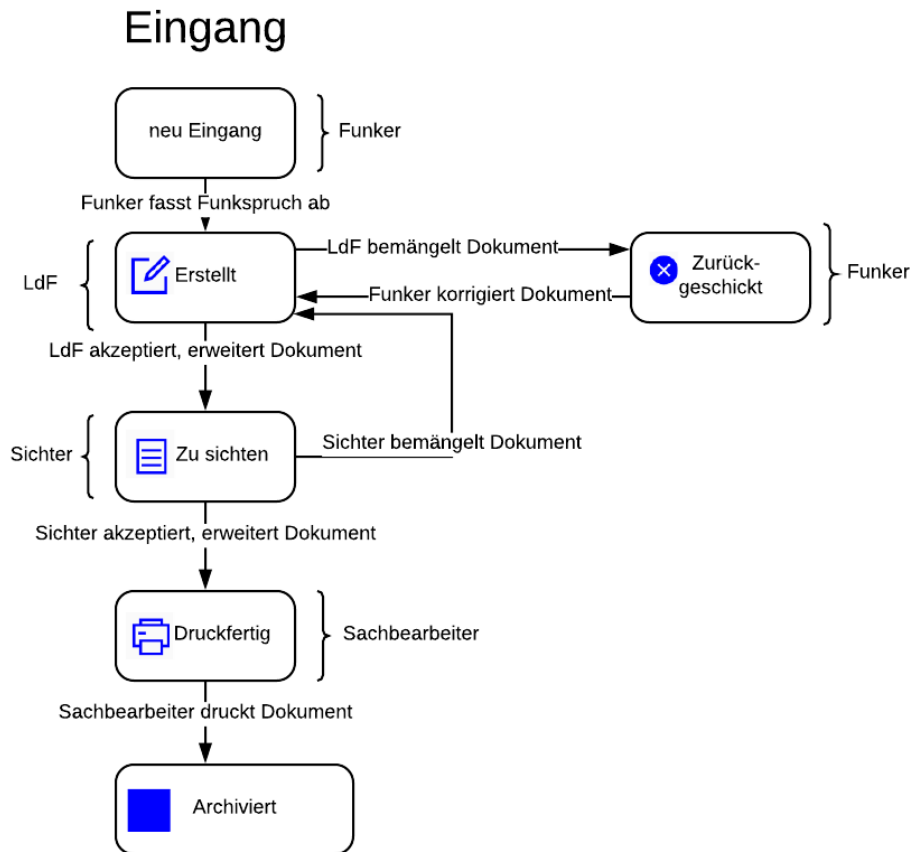 Eingang
neu Eingang
Funker
Funker fasst Funkspruch ab
LdF
Erstellt
LdF bemängelt Dokument
Funker korrigiert Dokument
Zurück-
geschickt
Funker
LdF akzeptiert, erweitert Dokument
Sichter
Zu sichten
Sichter bemängelt Dokument
Sichter akzeptiert, erweitert Dokument
Druckfertig
Sachbearbeiter
Sachbearbeiter druckt Dokument
Archiviert